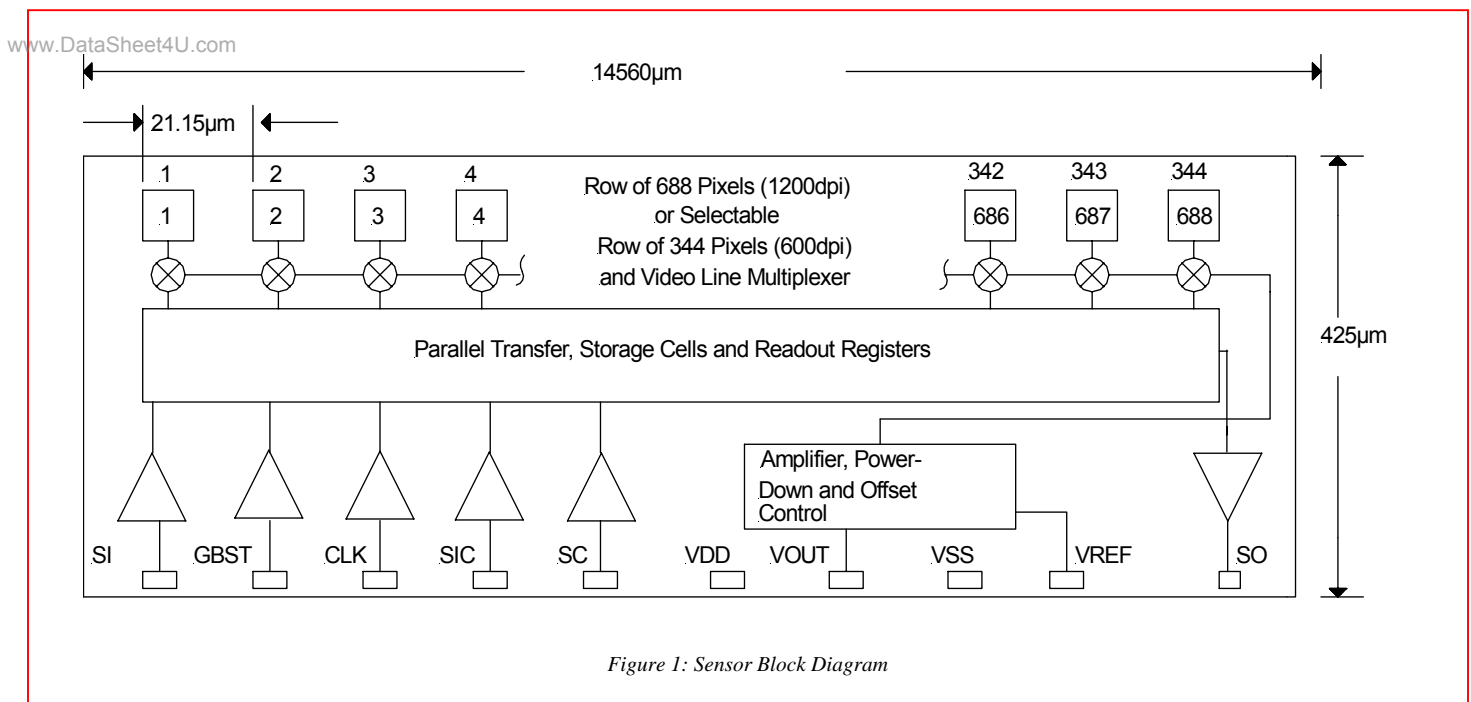 www.DataSheet4U.com
14560µm
21.15µm
1 2 3 4 342 343 344
1 2 3 4 686 687 688
Row of 688 Pixels (1200dpi)
or Selectable
Row of 344 Pixels (600dpi)
and Video Line Multiplexer
425µm
Parallel Transfer, Storage Cells and Readout Registers
Amplifier, Power-
Down and Offset
Control
SI GBST CLK SIC SC VDD VOUT VSS VREF SO
Figure 1: Sensor Block Diagram